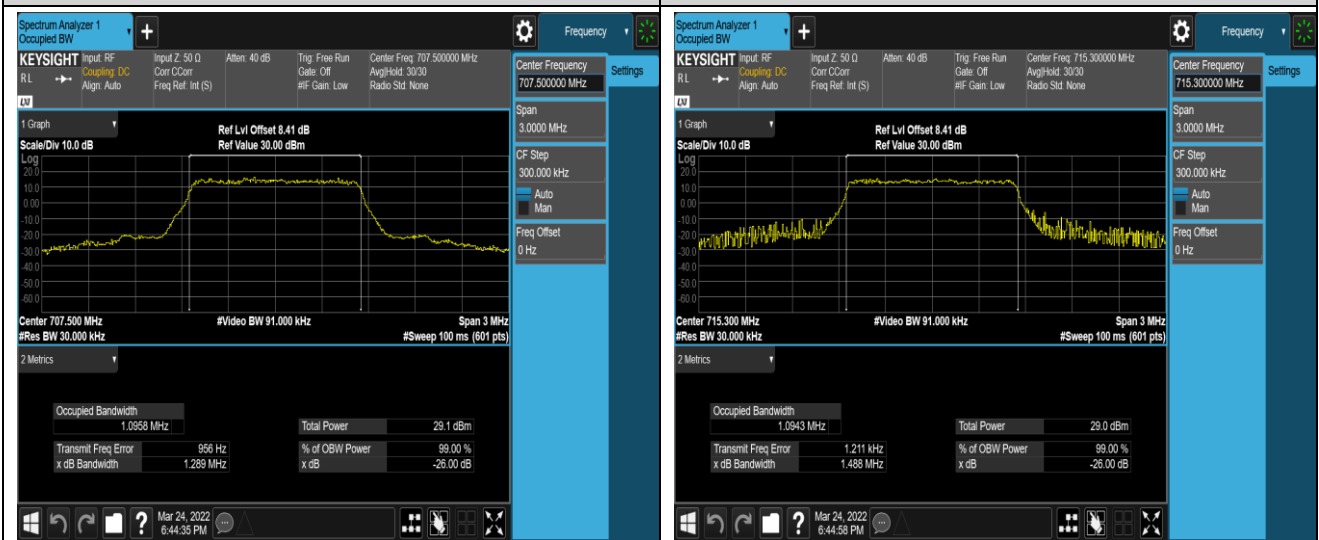 Spectrum Analyzer 1
Occupied BW
Frequency
KEYSIGHT
R L
LXI
Input: RF
Coupling: DC
Align: Auto
Input Z: 50 Ω
Corr CCorr
Freq Ref: Int (S)
Atten: 40 dB
Trig: Free Run
Gate: Off
#IF Gain: Low
Center Freq: 707.500000 MHz
Avg|Hold: 30/30
Radio Std: None
Center Frequency
707.500000 MHz
Settings
Span
3.0000 MHz
CF Step
300.000 kHz
Auto
Man
Freq Offset
0 Hz
1 Graph
Ref Lvl Offset 8.41 dB
Scale/Div 10.0 dB
Ref Value 30.00 dBm
Log
20.0
10.0
0.00
-10.0
-20.0
-30.0
-40.0
-50.0
-60.0
Center 707.500 MHz
#Video BW 91.000 kHz
Span 3 MHz
#Res BW 30.000 kHz
#Sweep 100 ms (601 pts)
2 Metrics
Occupied Bandwidth
1.0958 MHz
Total Power 29.1 dBm
Transmit Freq Error 956 Hz
% of OBW Power 99.00 %
x dB Bandwidth 1.289 MHz
x dB -26.00 dB
?
Mar 24, 2022
6:44:35 PM
Spectrum Analyzer 1
Occupied BW
Frequency
KEYSIGHT
R L
LXI
Input: RF
Coupling: DC
Align: Auto
Input Z: 50 Ω
Corr CCorr
Freq Ref: Int (S)
Atten: 40 dB
Trig: Free Run
Gate: Off
#IF Gain: Low
Center Freq: 715.300000 MHz
Avg|Hold: 30/30
Radio Std: None
Center Frequency
715.300000 MHz
Settings
Span
3.0000 MHz
CF Step
300.000 kHz
Auto
Man
Freq Offset
0 Hz
1 Graph
Ref Lvl Offset 8.41 dB
Scale/Div 10.0 dB
Ref Value 30.00 dBm
Log
20.0
10.0
0.00
-10.0
-20.0
-30.0
-40.0
-50.0
-60.0
Center 715.300 MHz
#Video BW 91.000 kHz
Span 3 MHz
#Res BW 30.000 kHz
#Sweep 100 ms (601 pts)
2 Metrics
Occupied Bandwidth
1.0943 MHz
Total Power 29.0 dBm
Transmit Freq Error 1.211 kHz
% of OBW Power 99.00 %
x dB Bandwidth 1.488 MHz
x dB -26.00 dB
?
Mar 24, 2022
6:44:58 PM